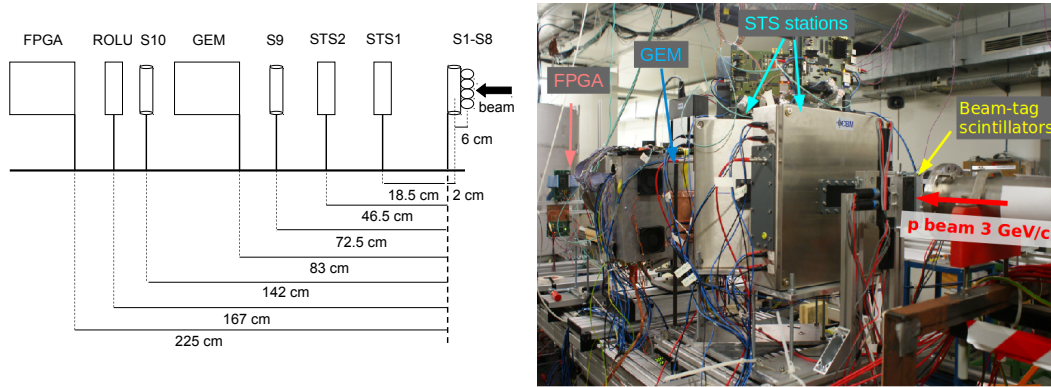 FPGA ROLU S10 GEM S9 STS2 STS1 S1-S8
beam
6 cm
18.5 cm 2 cm
46.5 cm
72.5 cm
83 cm
142 cm
167 cm
225 cm
STS stations
GEM
FPGA
Beam-tag
scintillators
CBM
p beam 3 GeV/c